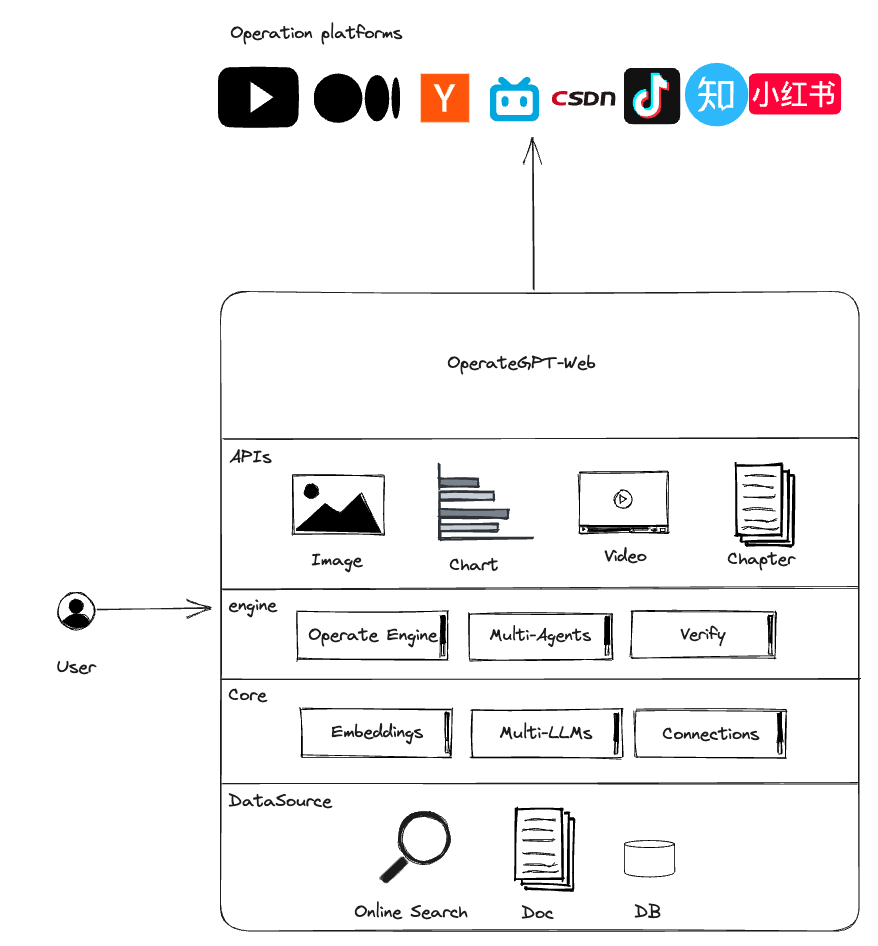 Operation platforms
Y
CSDN
知
小红书
OperateGPT-Web
APIs
Image
Chart
Video
Chapter
User
engine
Operate Engine
Multi-Agents
Verify
Core
Embeddings
Multi-LLMs
Connections
DataSource
Online Search
Doc
DB